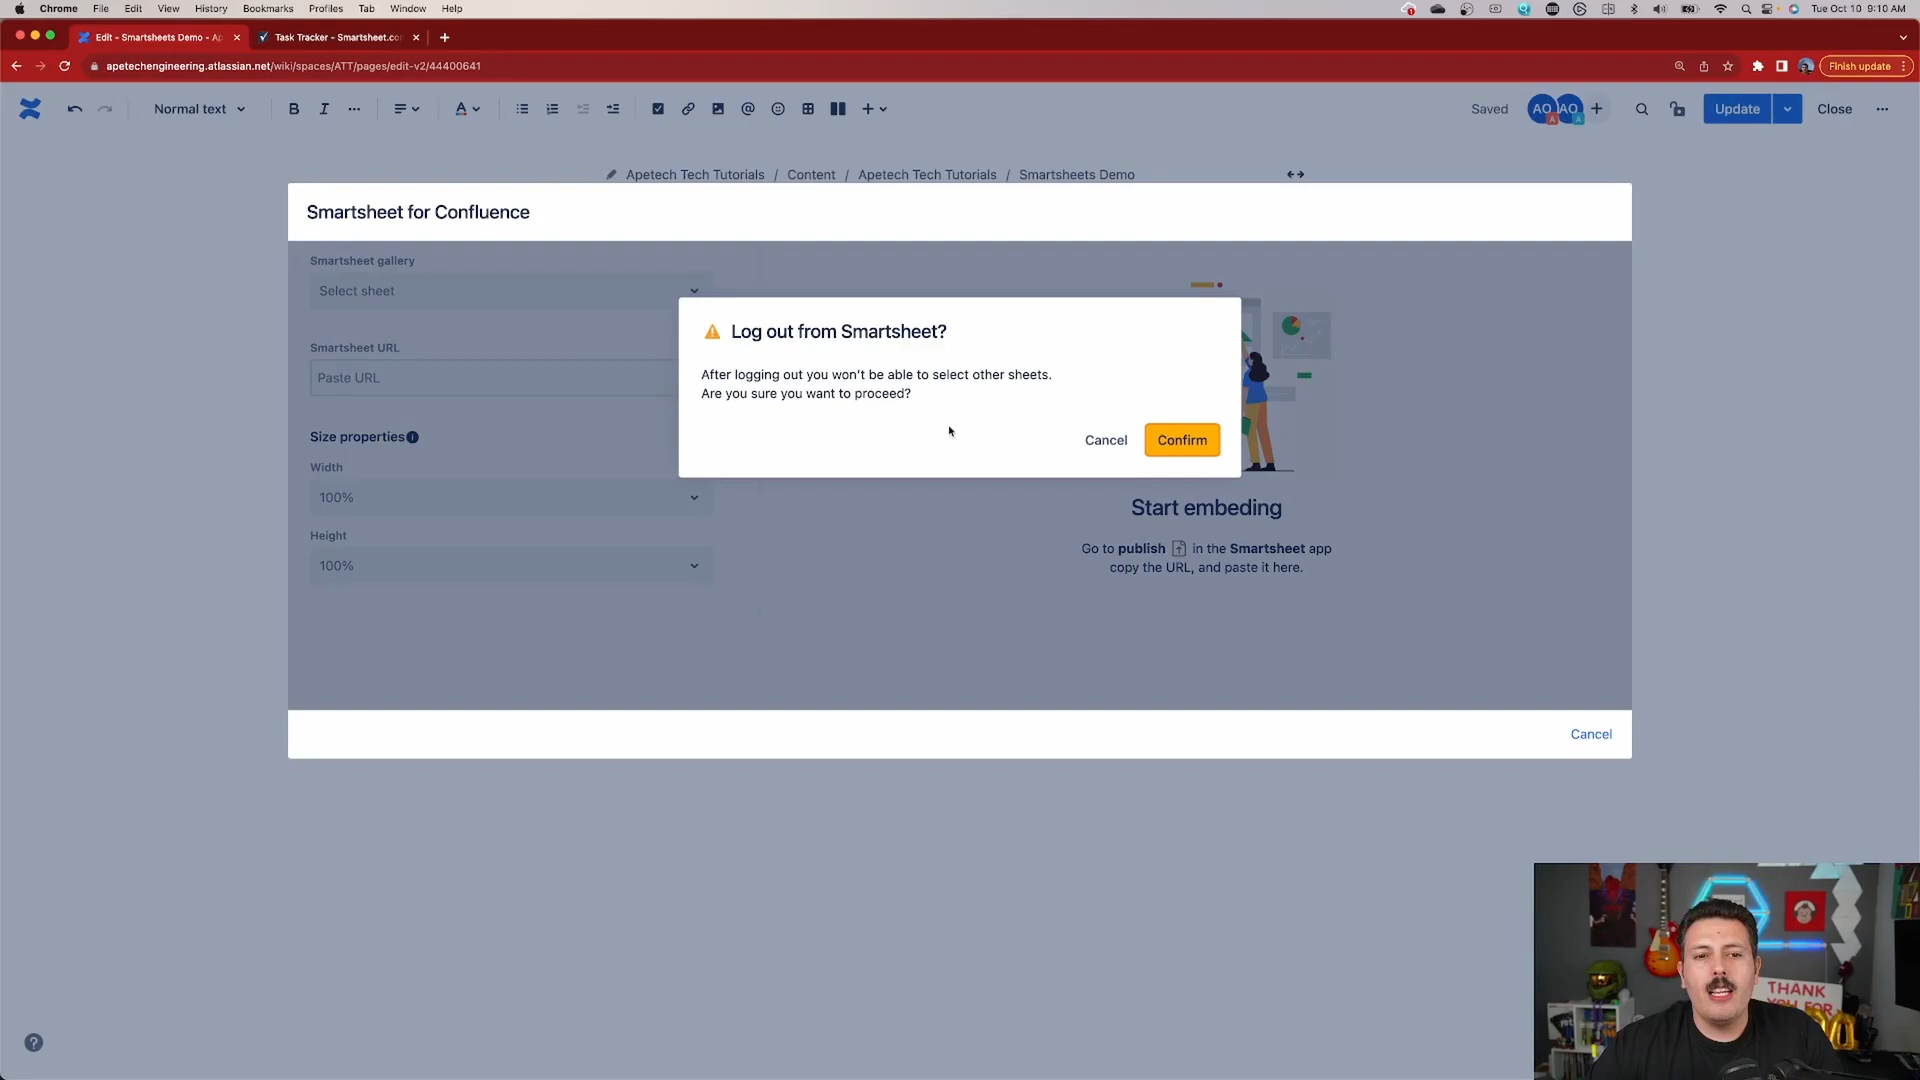 Chrome File Edit View History Bookmarks Profiles Tab Window Help
Tue Oct 10 9:10 AM
Edit - Smartsheets Demo - Ap
Task Tracker - Smartsheet.co
apetechengineering.atlassian.net/wiki/spaces/ATT/pages/edit-v2/44400641
Finish update
Normal text
B I A
Saved
AO AO
A A
Update
Close
Apetech Tech Tutorials / Content / Apetech Tech Tutorials / Smartsheets Demo
Smartsheet for Confluence
Smartsheet gallery
Select sheet
Smartsheet URL
Paste URL
Size properties
Width
100%
Height
100%
Log out from Smartsheet?
After logging out you won't be able to select other sheets.
Are you sure you want to proceed?
Cancel
Confirm
Start embeding
Go to publish in the Smartsheet app
copy the URL, and paste it here.
Cancel
THANK
YOU FOR